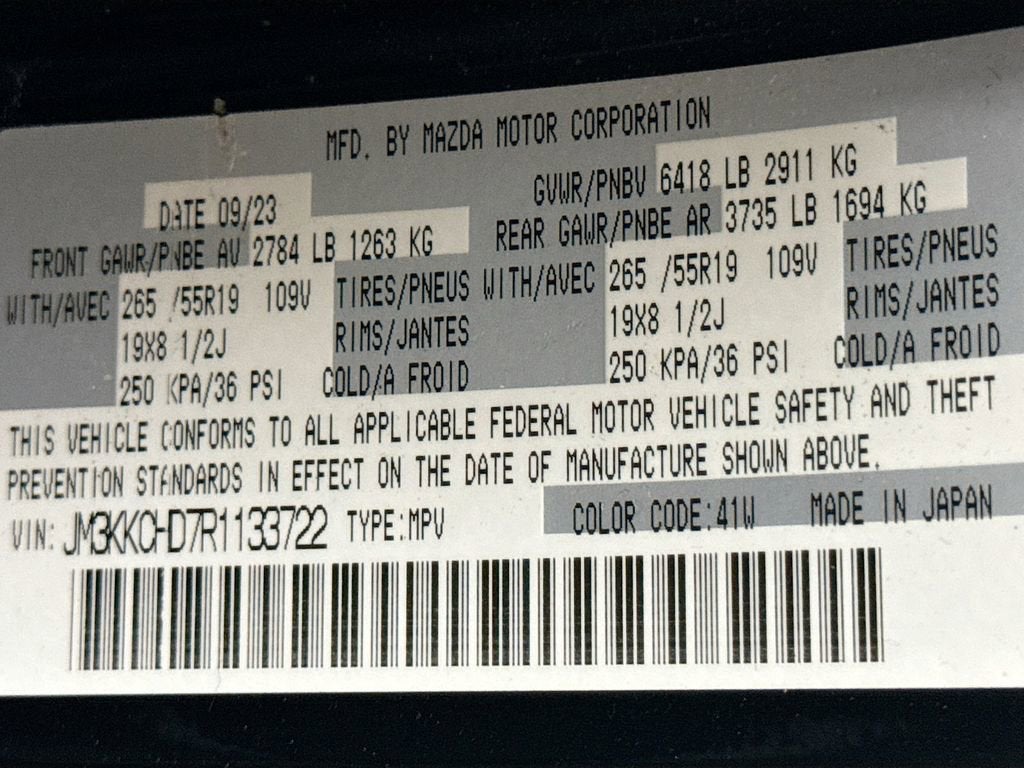 MFD. BY MAZDA MOTOR CORPORATION
DATE 09/23 GVWR/PNBV 6418 LB 2911 KG
FRONT GAWR/PNBE AV 2784 LB 1263 KG REAR GAWR/PNBE AR 3735 LB 1694 KG
WITH/AVEC 265 /55R19 109V TIRES/PNEUS WITH/AVEC 265 /55R19 109V TIRES/PNEUS
19X8 1/2J RIMS/JANTES 19X8 1/2J RIMS/JANTES
250 KPA/36 PSI COLD/A FROID 250 KPA/36 PSI COLD/A FROID
THIS VEHICLE CONFORMS TO ALL APPLICABLE FEDERAL MOTOR VEHICLE SAFETY AND THEFT
PREVENTION STANDARDS IN EFFECT ON THE DATE OF MANUFACTURE SHOWN ABOVE.
VIN: JM3KKCHD7R1133722 TYPE:MPV COLOR CODE:41W MADE IN JAPAN